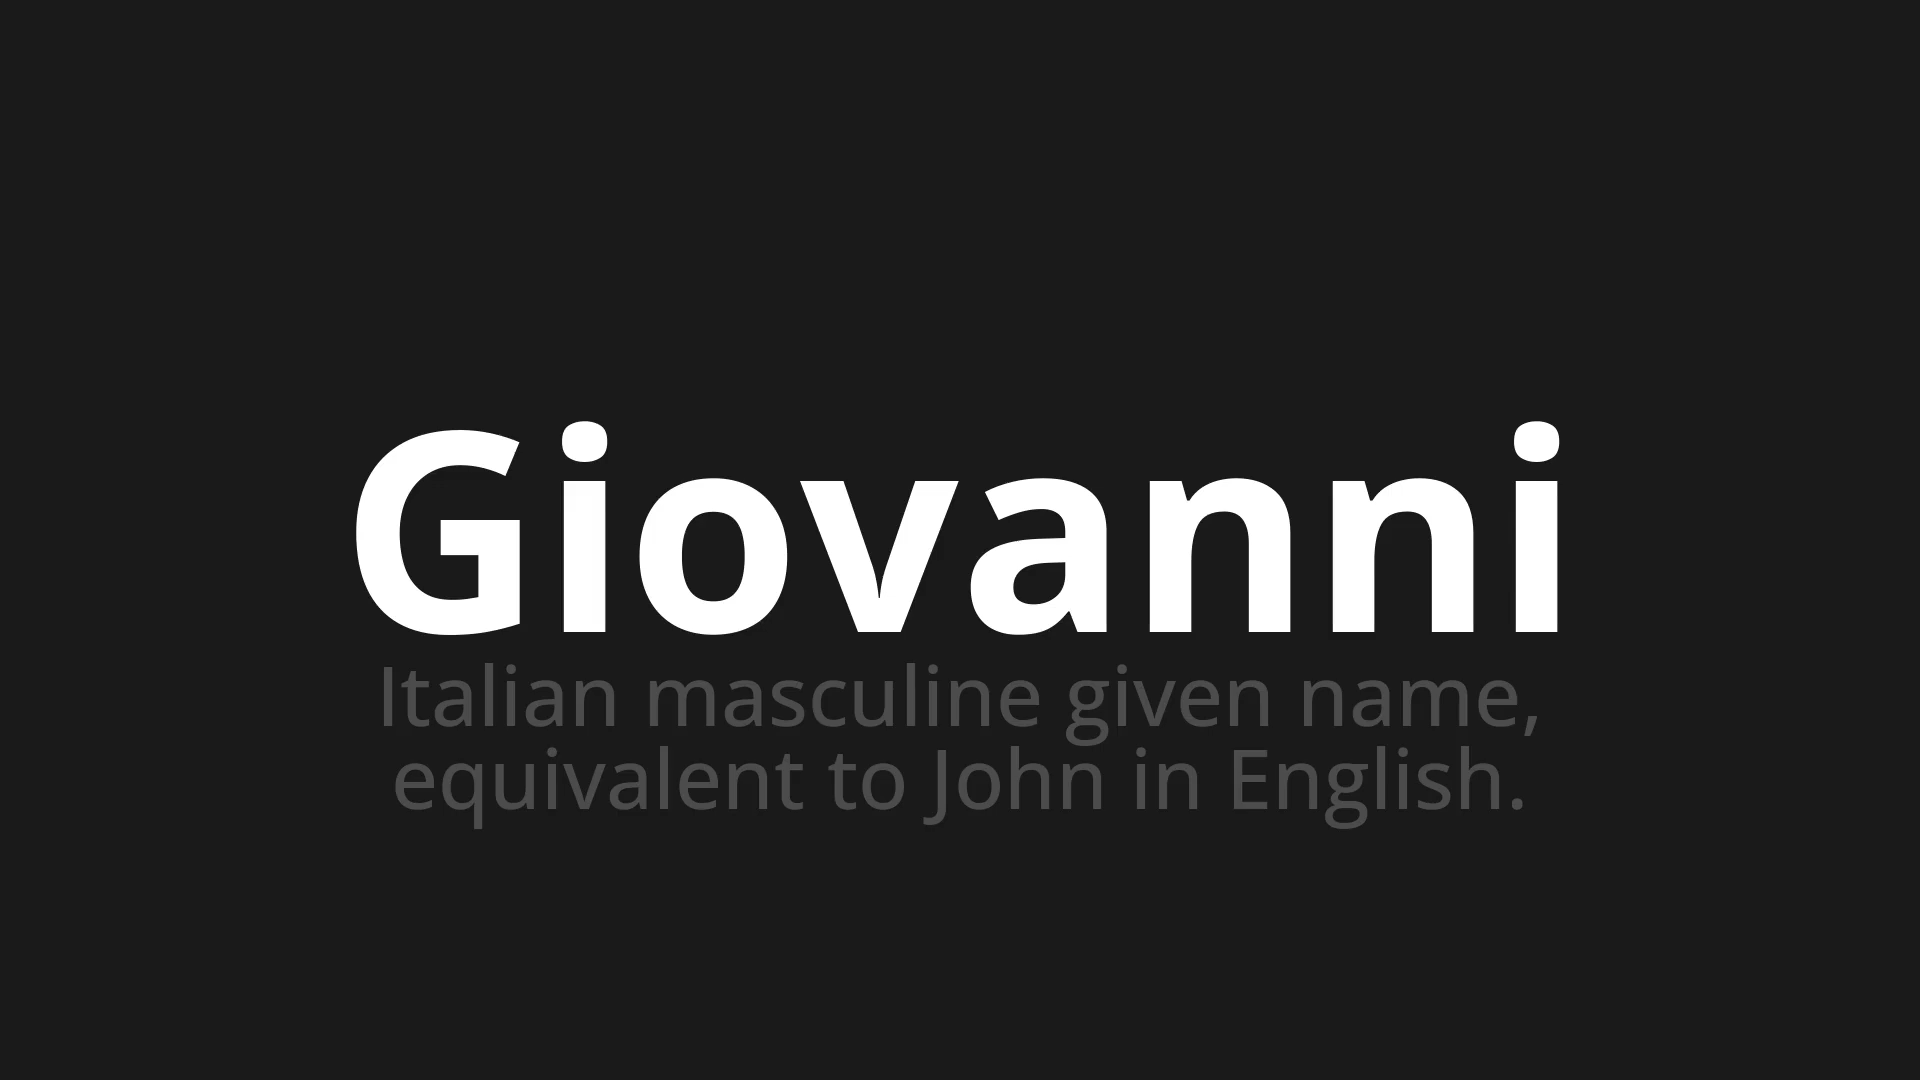 Giovanni
Italian masculine given name,
equivalent to John in English.